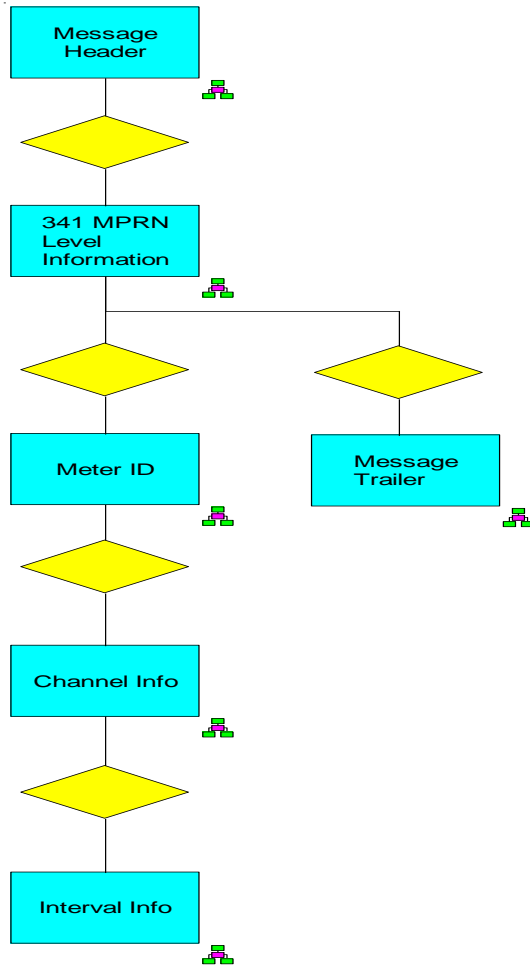 Message
Header
341 MPRN
Level
Information
Meter ID
Message
Trailer
Channel Info
Interval Info